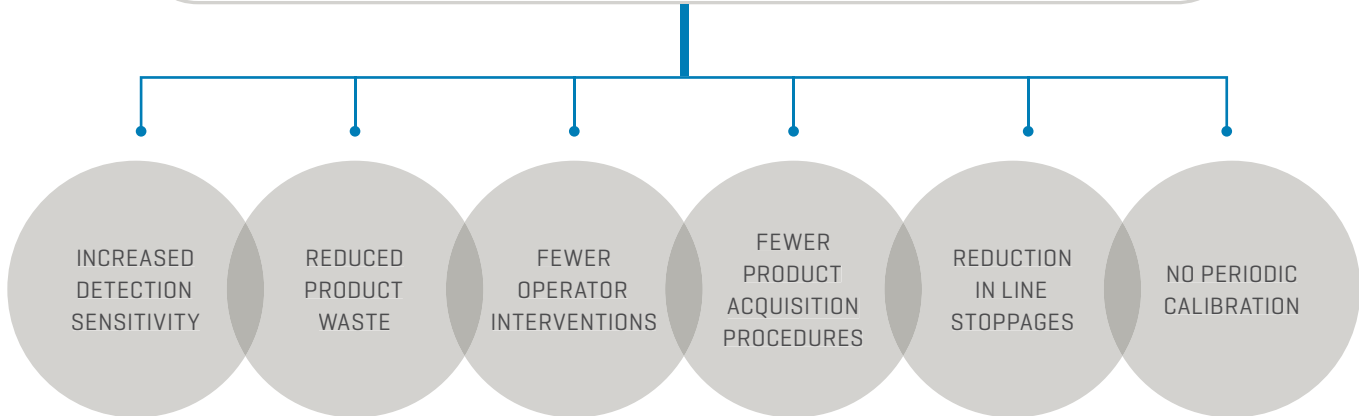 INCREASED
DETECTION
SENSITIVITY
REDUCED
PRODUCT
WASTE
FEWER
OPERATOR
INTERVENTIONS
FEWER
PRODUCT
ACQUISITION
PROCEDURES
REDUCTION
IN LINE
STOPPAGES
NO PERIODIC
CALIBRATION